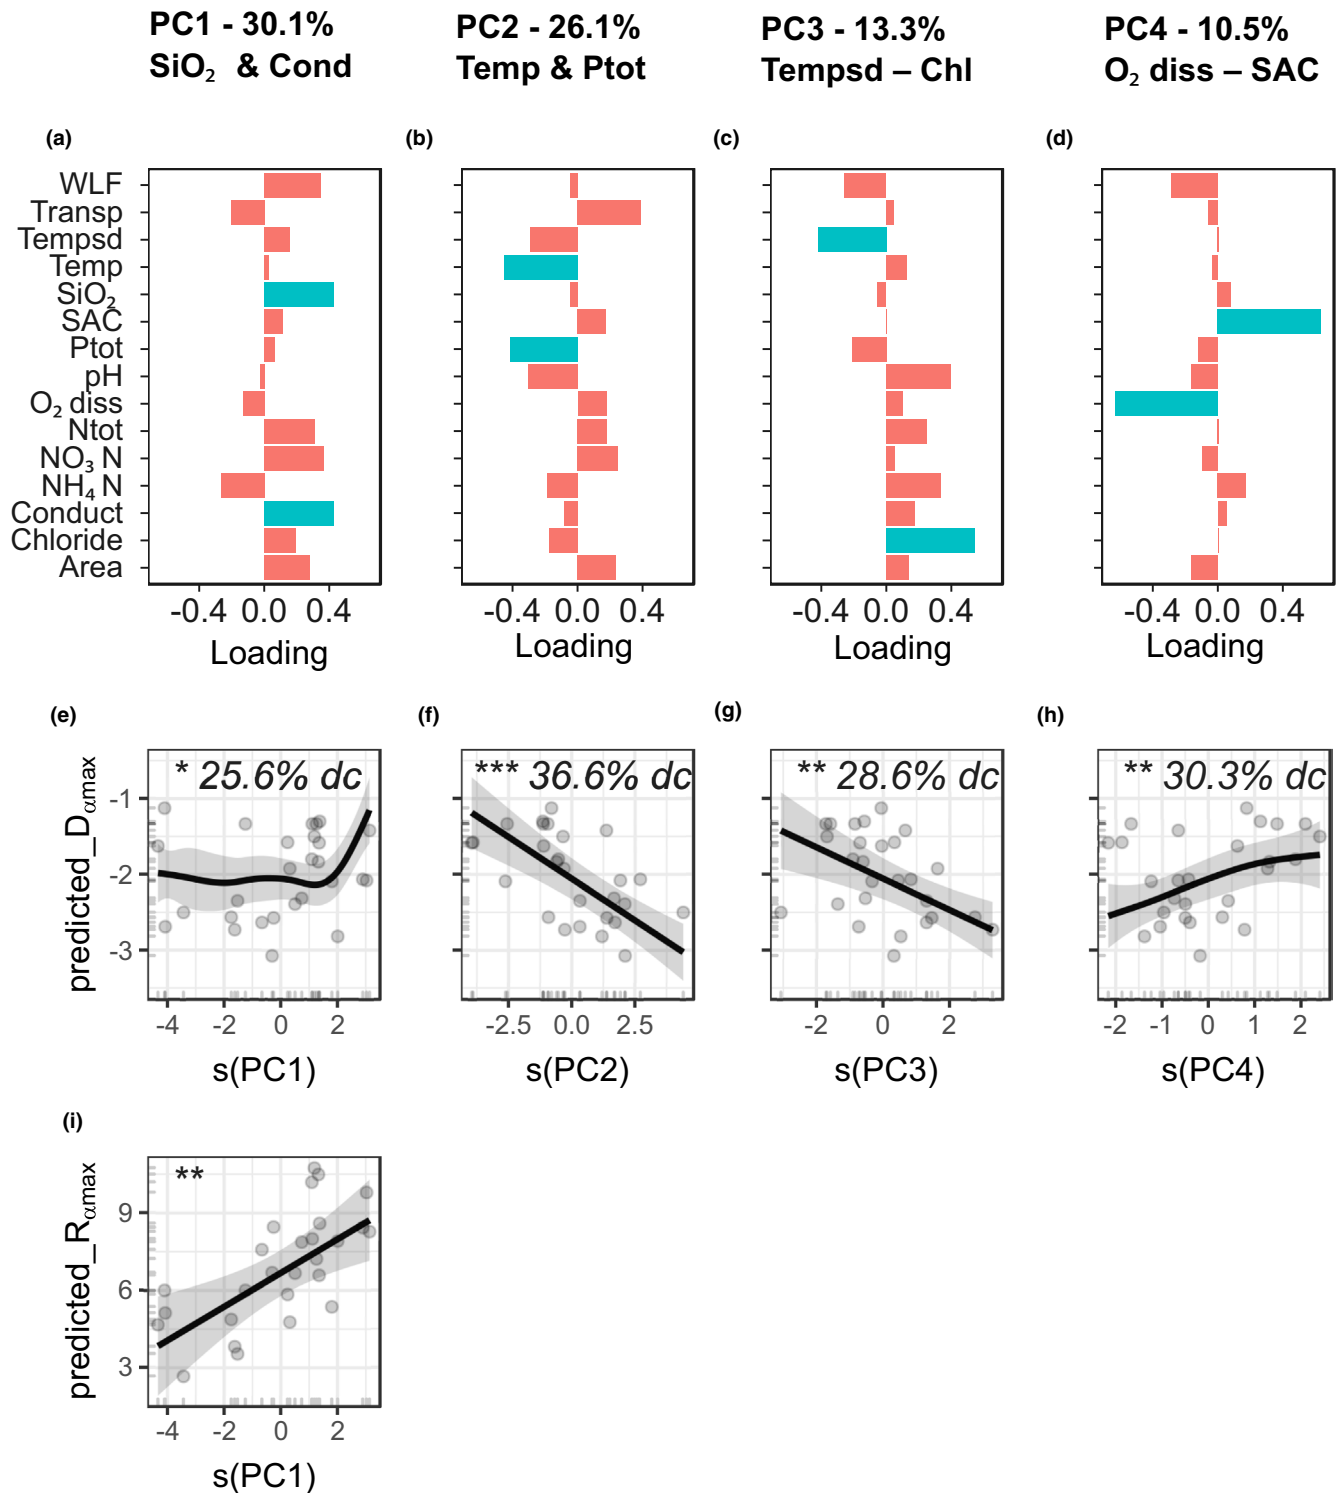 PC1 - 30.1%
SiO₂ & Cond
PC2 - 26.1%
Temp & Ptot
PC3 - 13.3%
Tempsd – Chl
PC4 - 10.5%
O₂ diss – SAC
(a)
(b)
(c)
(d)
WLF
Transp
Tempsd
Temp
SiO₂
SAC
Ptot
pH
O₂ diss
Ntot
NO₃ N
NH₄ N
Conduct
Chloride
Area
-0.4 0.0 0.4
-0.4 0.0 0.4
-0.4 0.0 0.4
-0.4 0.0 0.4
Loading
Loading
Loading
Loading
(e)
(f)
(g)
(h)
* 25.6% dc
*** 36.6% dc
** 28.6% dc
** 30.3% dc
predicted_Dαmax
-1
-2
-3
-4 -2 0 2
-2.5 0.0 2.5
-2 0 2
-2 -1 0 1 2
s(PC1)
s(PC2)
s(PC3)
s(PC4)
(i)
**
predicted_Rαmax
9
6
3
-4 -2 0 2
s(PC1)